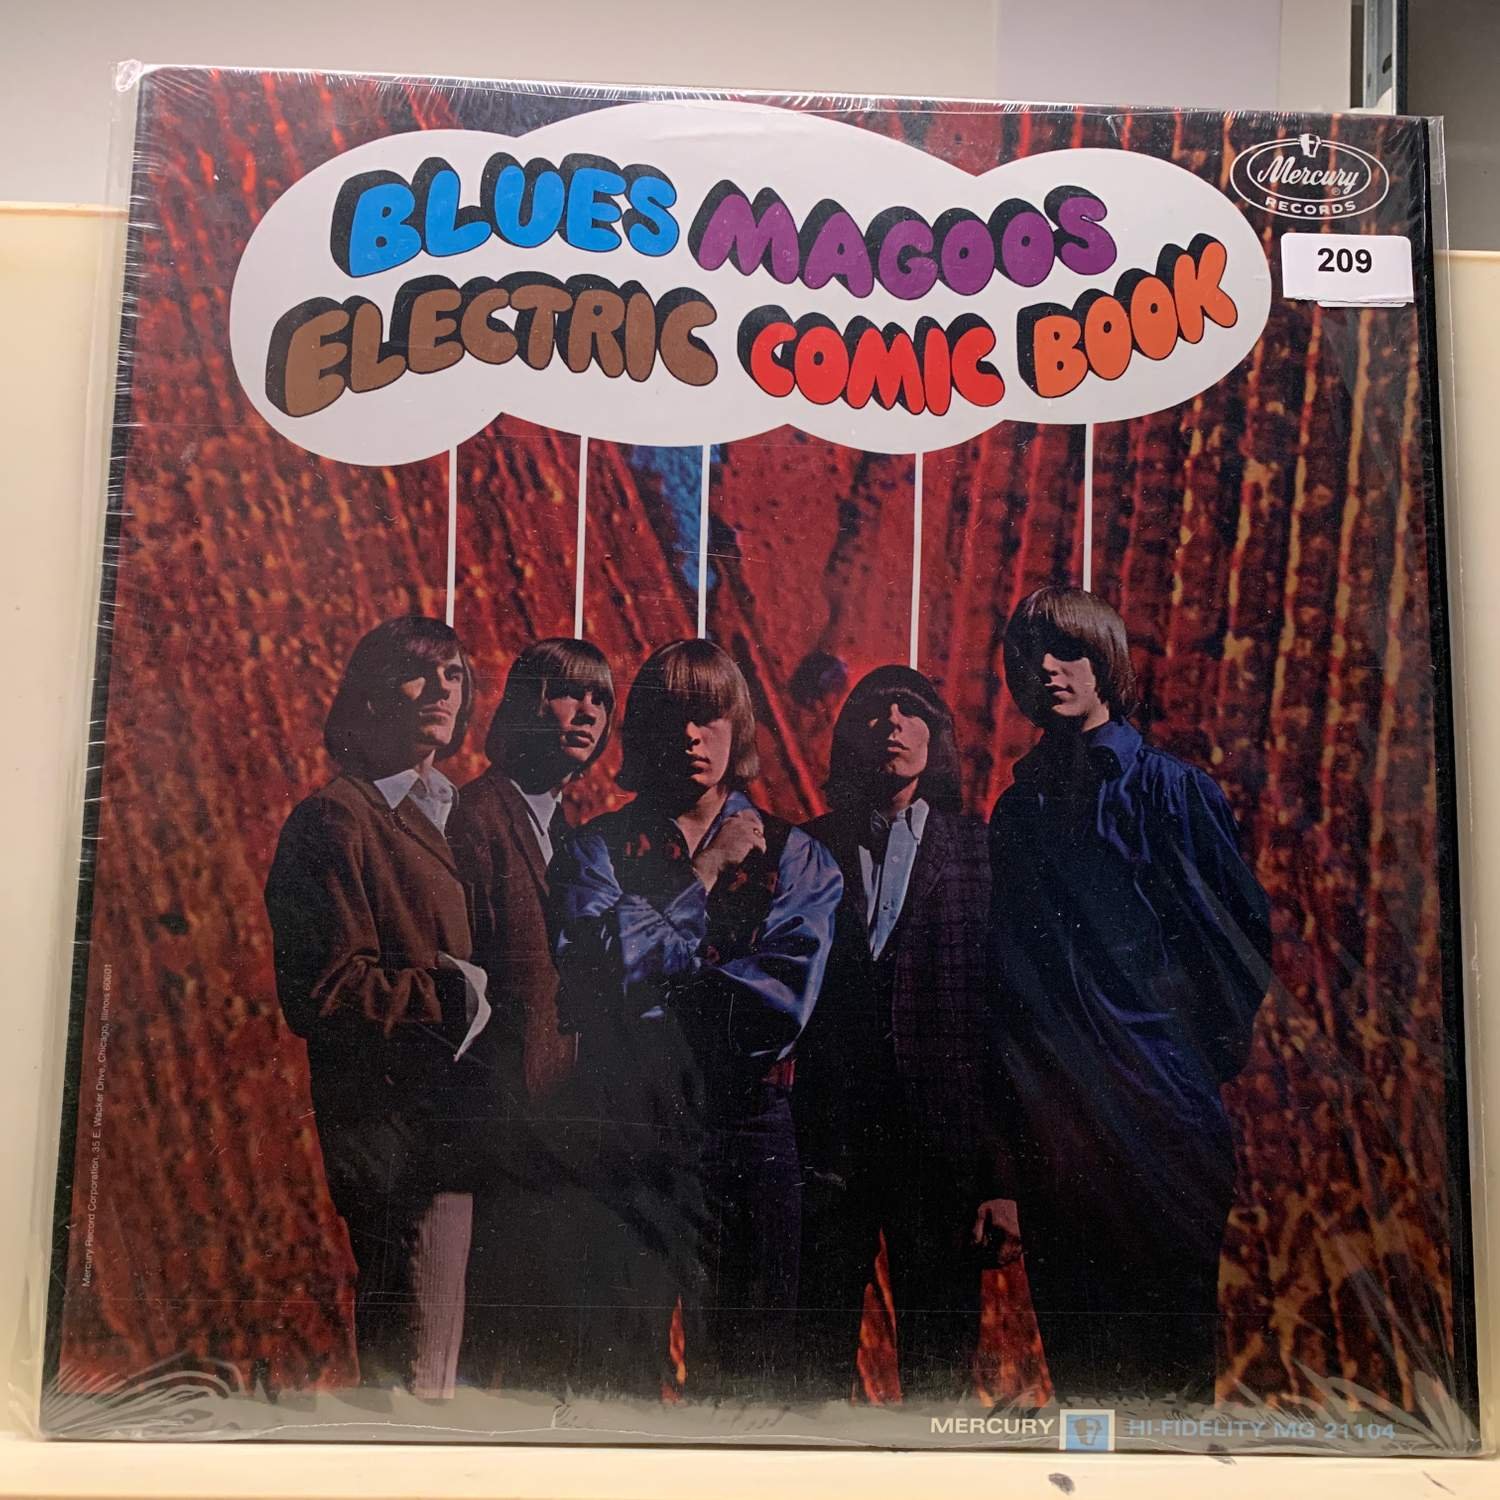 BLUES MAGOOS
ELECTRIC COMIC BOOK
Mercury ®
RECORDS
209
Mercury Record Corporation, 35 E. Wacker Drive, Chicago, Illinois 60601
MERCURY HI-FIDELITY MG 21104